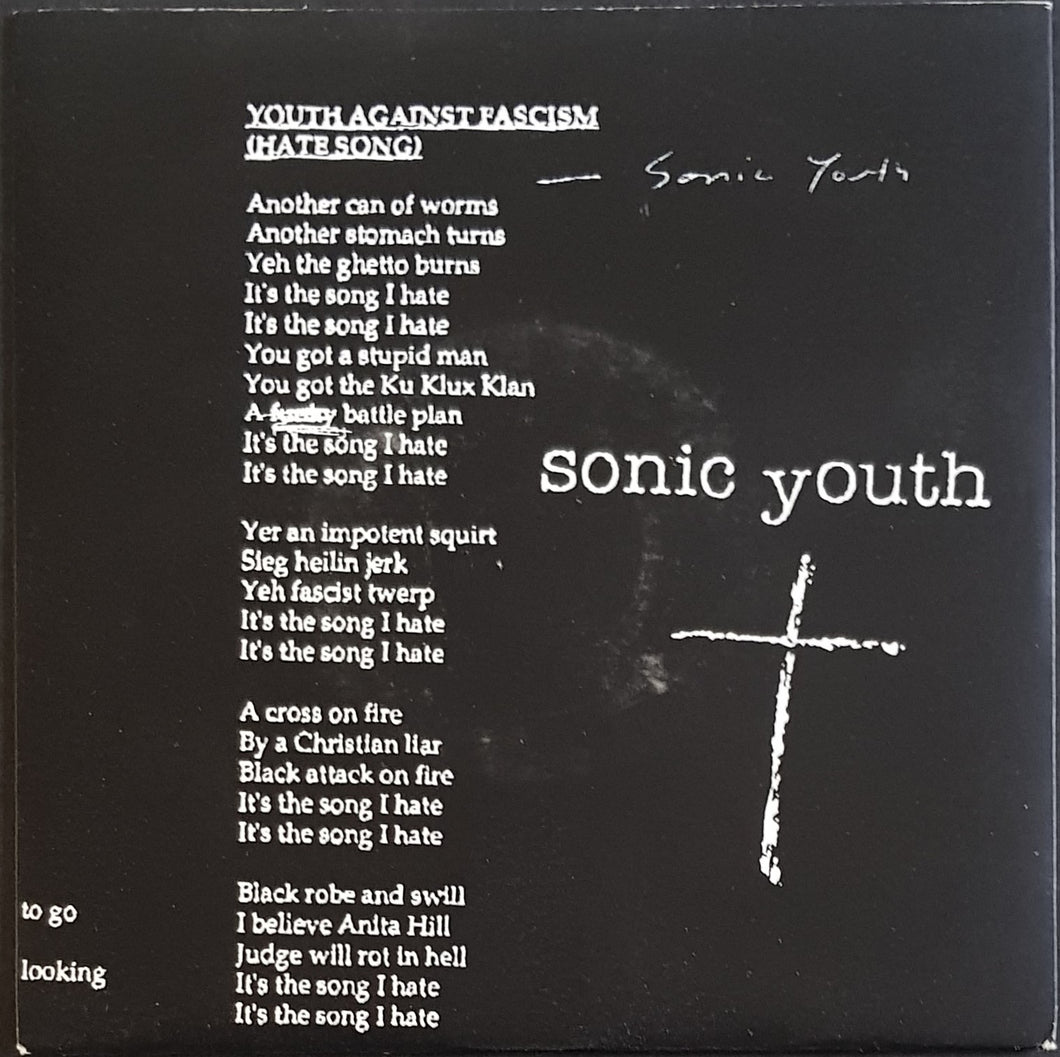 YOUTH AGAINST FASCISM
(HATE SONG)
— Sonic Youth
Another can of worms
Another stomach turns
Yeh the ghetto burns
It's the song I hate
It's the song I hate
You got a stupid man
You got the Ku Klux Klan
A battle plan
It's the song I hate
It's the song I hate
sonic youth
Yer an impotent squirt
Sieg heilin jerk
Yeh fascist twerp
It's the song I hate
It's the song I hate
A cross on fire
By a Christian liar
Black attack on fire
It's the song I hate
It's the song I hate
Black robe and swill
to go
I believe Anita Hill
Judge will rot in hell
looking
It's the song I hate
It's the song I hate